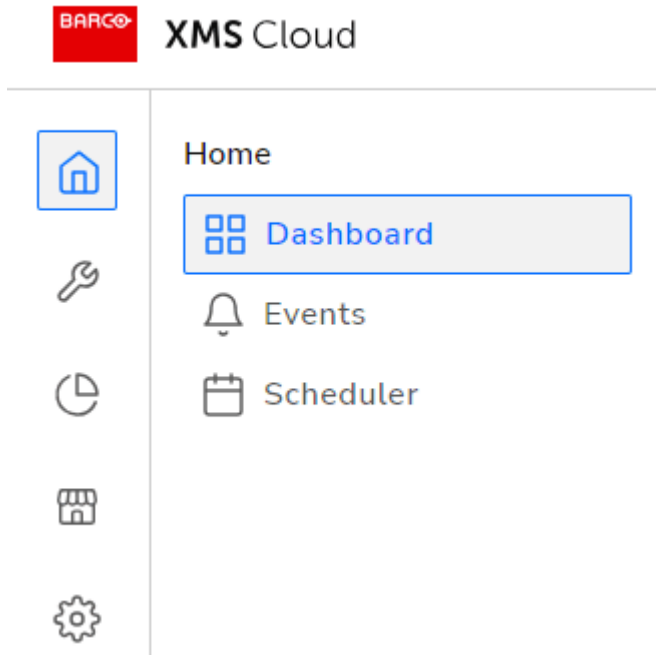 BARCO
XMS Cloud
Home
Dashboard
Events
Scheduler